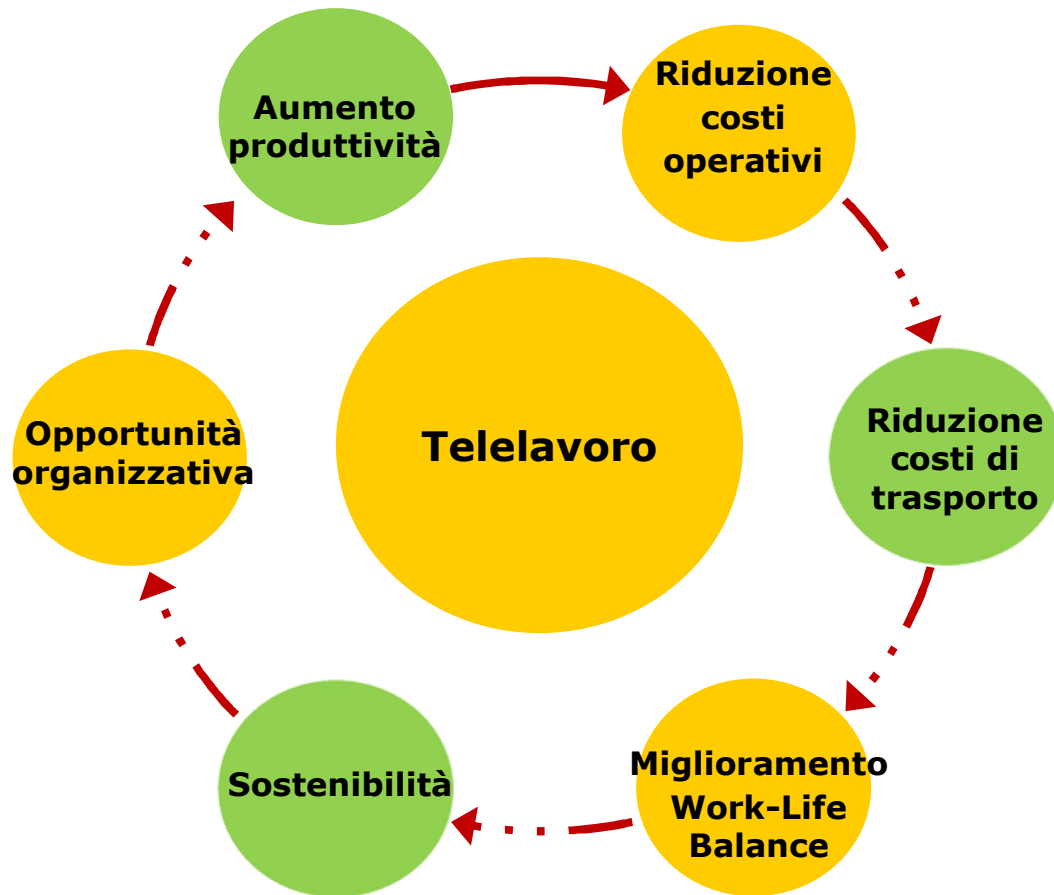 Aumento
produttività
Riduzione
costi
operativi
Riduzione
costi di
trasporto
Miglioramento
Work-Life
Balance
Sostenibilità
Opportunità
organizzativa
Telelavoro